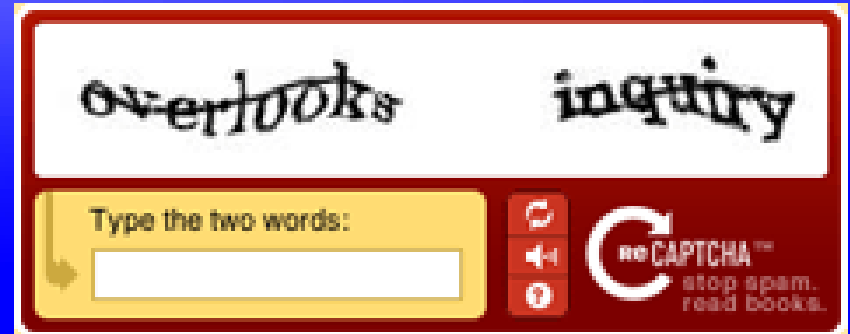 overlooks inquiry
Type the two words:
reCAPTCHA™
stop spam.
read books.